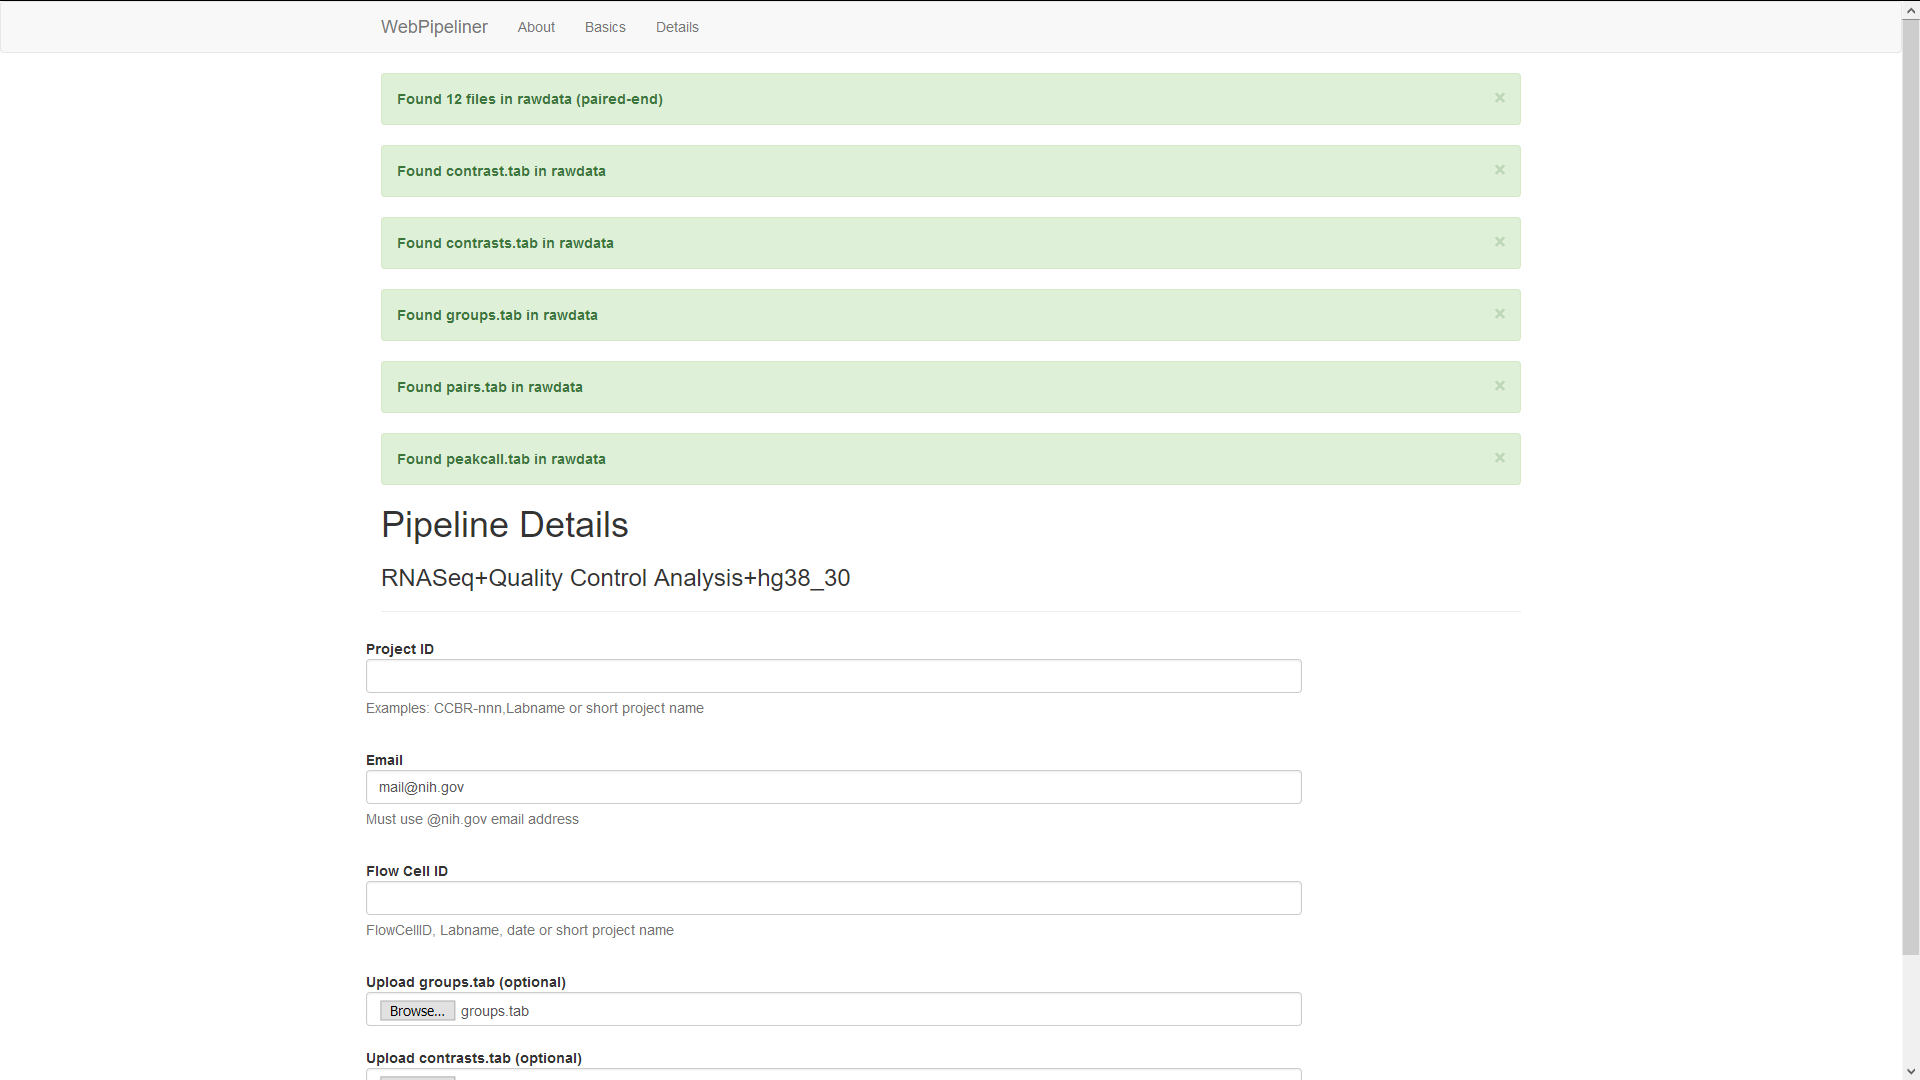 WebPipeliner About Basics Details
Found 12 files in rawdata (paired-end) ×
Found contrast.tab in rawdata ×
Found contrasts.tab in rawdata ×
Found groups.tab in rawdata ×
Found pairs.tab in rawdata ×
Found peakcall.tab in rawdata ×
Pipeline Details
RNASeq+Quality Control Analysis+hg38_30
Project ID
Examples: CCBR-nnn,Labname or short project name
Email
mail@nih.gov
Must use @nih.gov email address
Flow Cell ID
FlowCellID, Labname, date or short project name
Upload groups.tab (optional)
Browse... groups.tab
Upload contrasts.tab (optional)